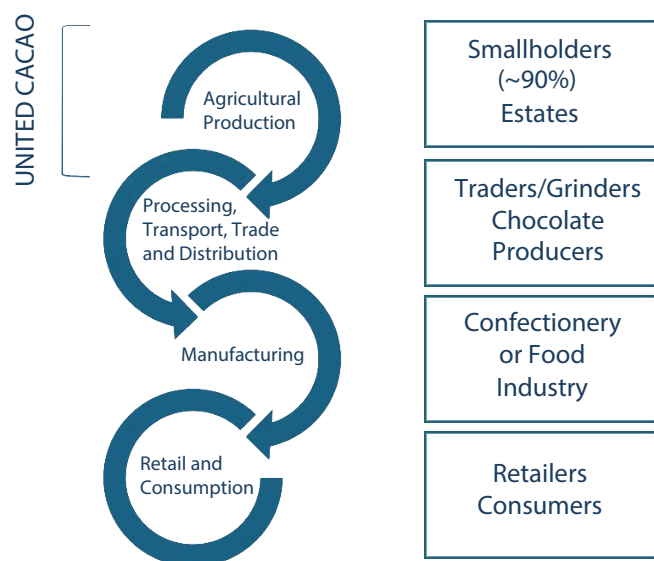 UNITED CACAO
Agricultural
Production
Smallholders
(~90%)
Estates
Processing,
Transport, Trade
and Distribution
Traders/Grinders
Chocolate
Producers
Manufacturing
Confectionery
or Food
Industry
Retail and
Consumption
Retailers
Consumers